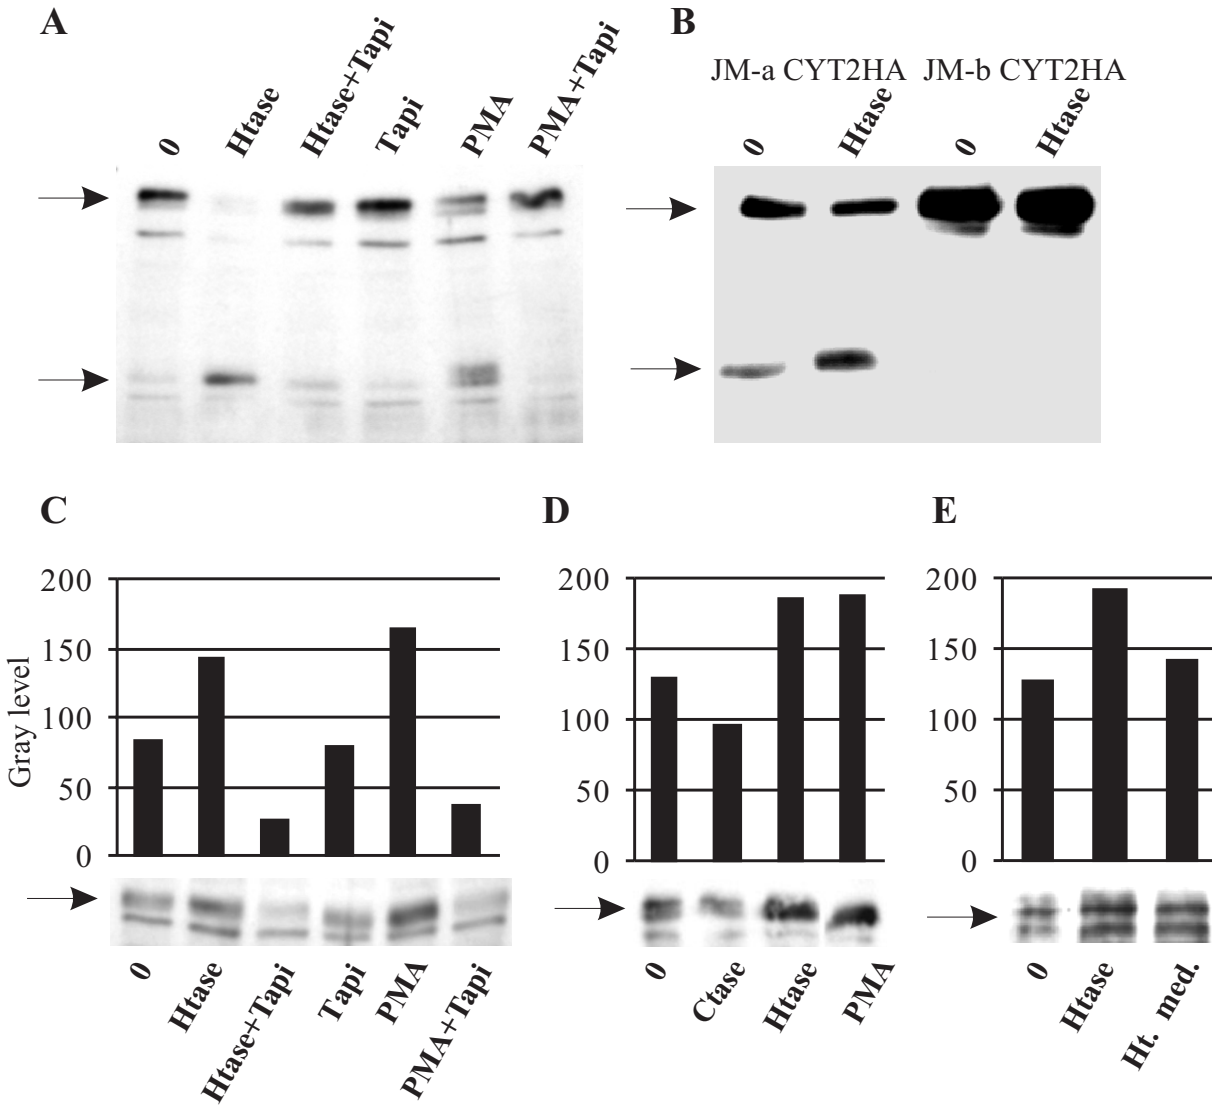 A
0
Htase
Htase+Tapi
Tapi
PMA
PMA+Tapi
B
JM-a CYT2HA JM-b CYT2HA
0
Htase
0
Htase
C
Gray level
200
150
100
50
0
0
Htase
Htase+Tapi
Tapi
PMA
PMA+Tapi
D
200
150
100
50
0
0
Ctase
Htase
PMA
E
200
150
100
50
0
0
Htase
Ht. med.